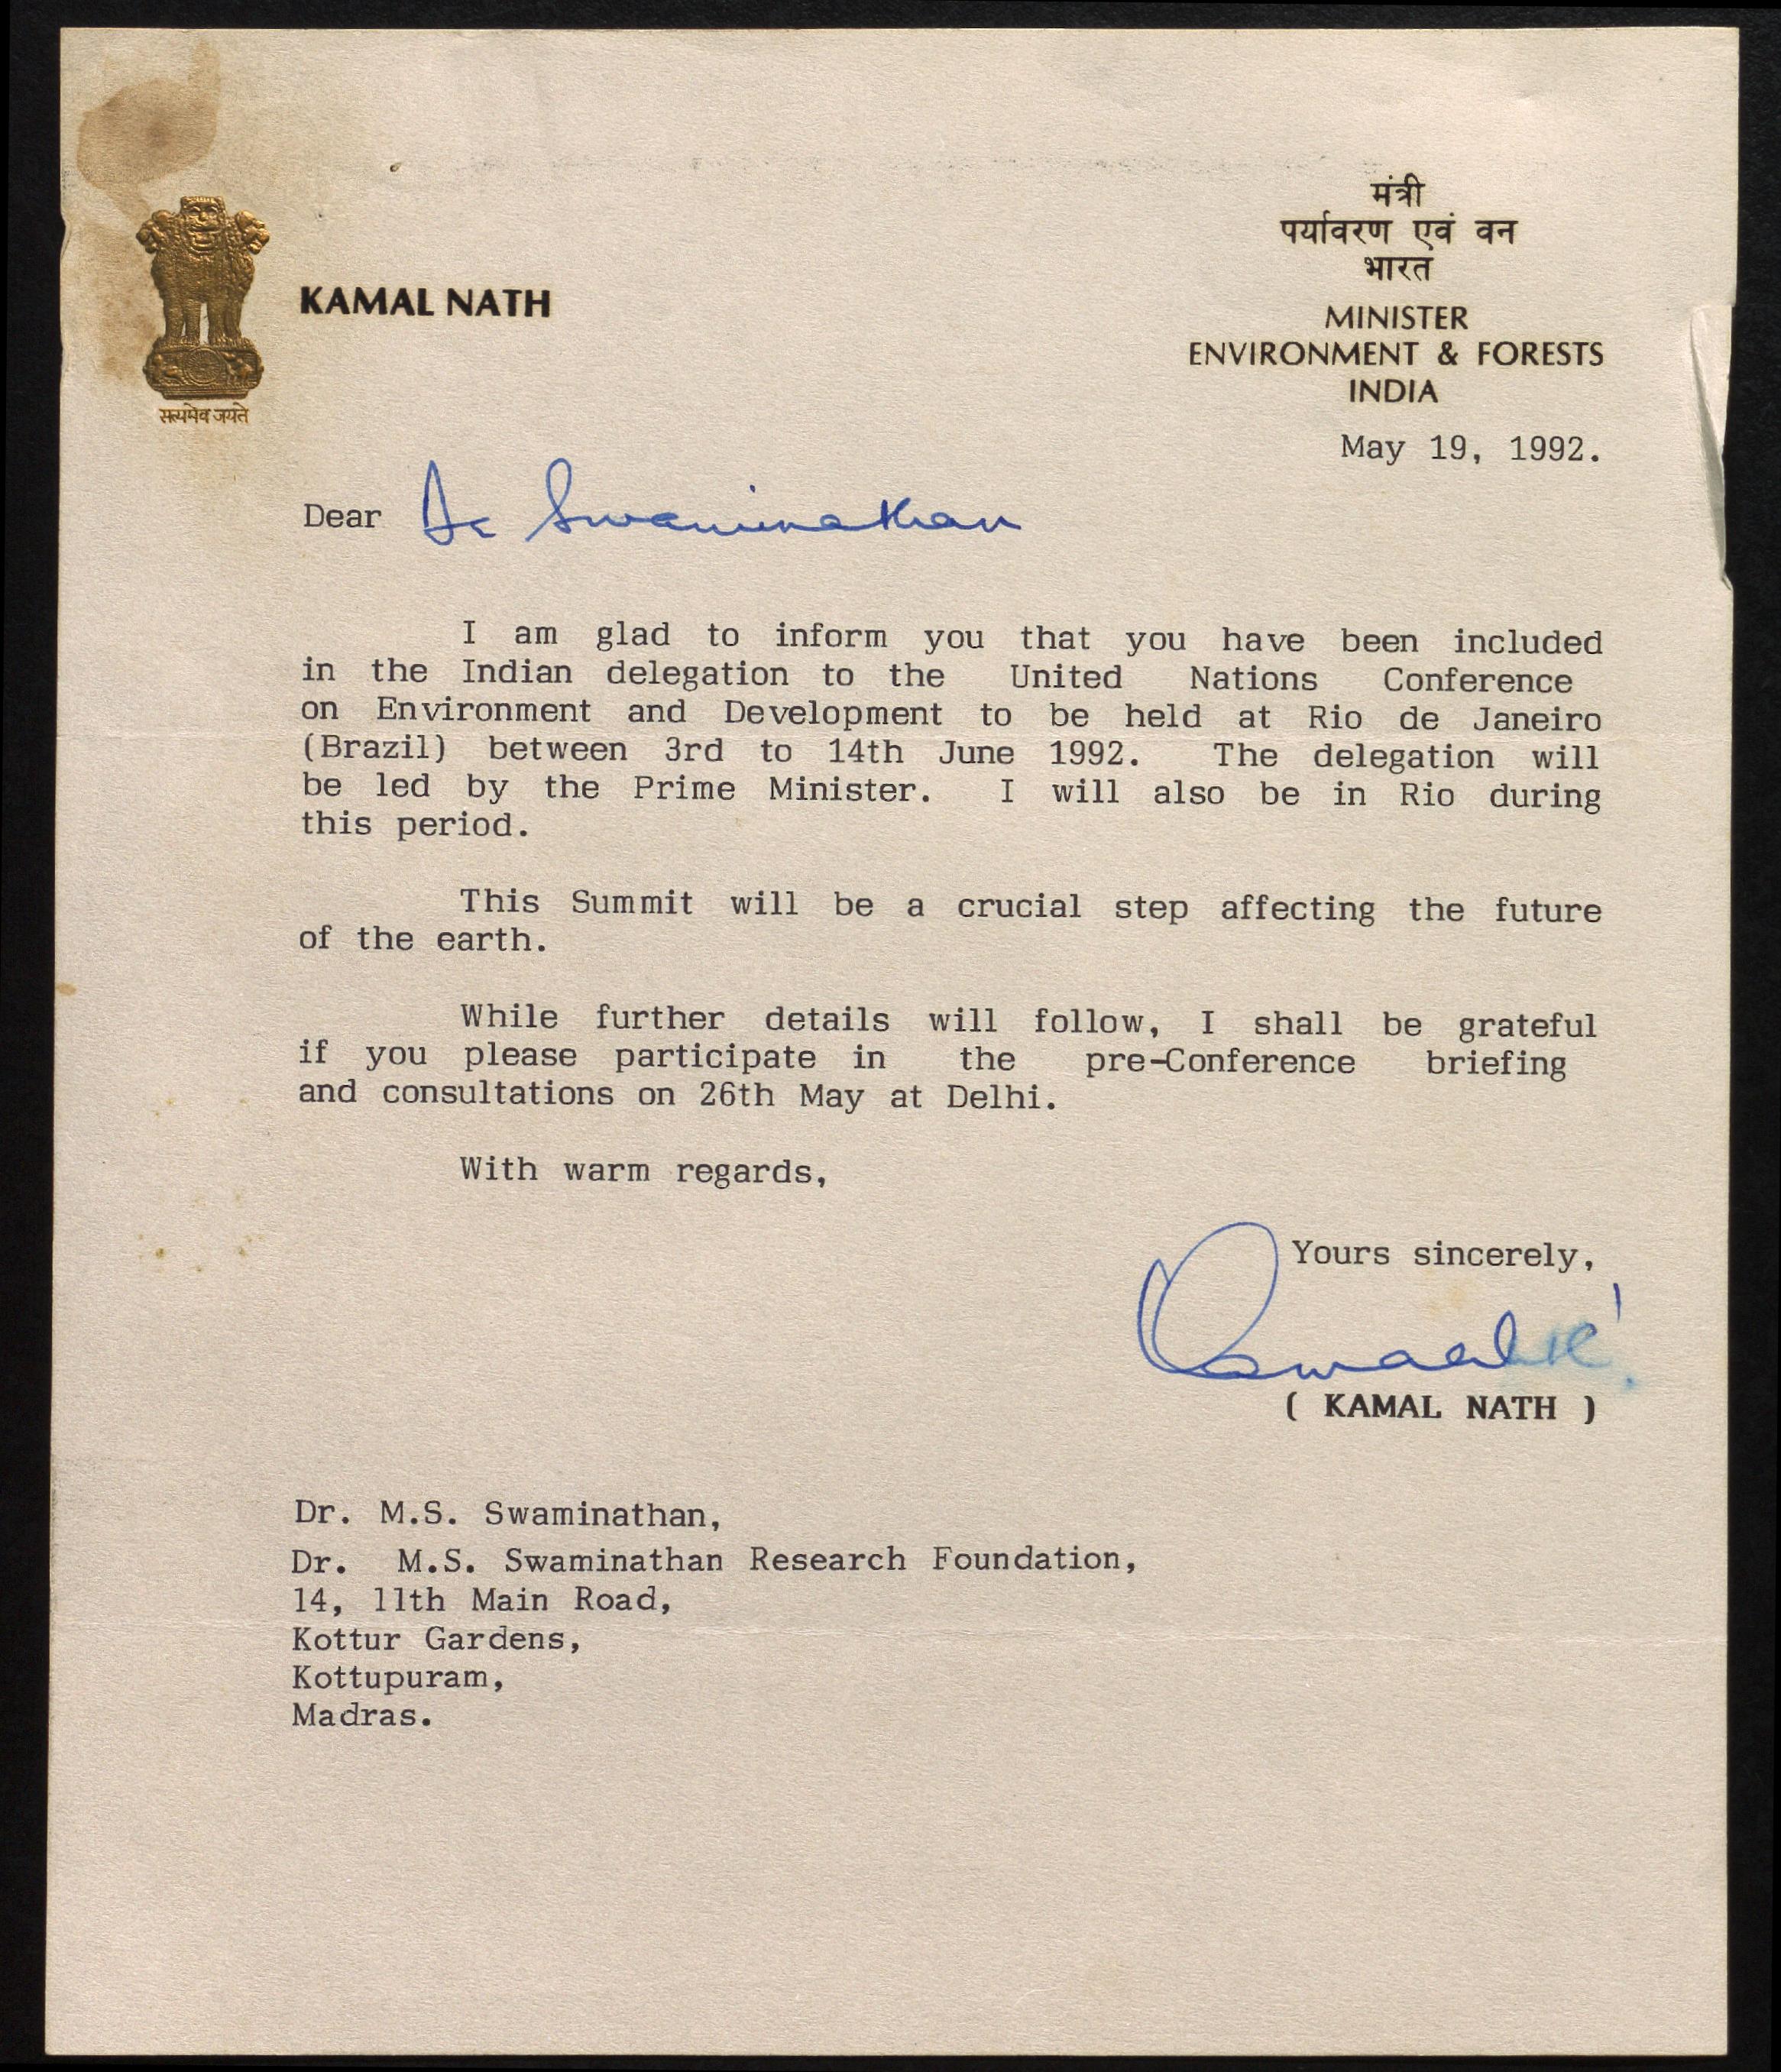 सत्यमेव जयते
KAMAL NATH
मंत्री
पर्यावरण एवं वन
भारत
MINISTER
ENVIRONMENT & FORESTS
INDIA
May 19, 1992.
Dear Dr Swaminathan
I am glad to inform you that you have been included
in the Indian delegation to the United Nations Conference
on Environment and Development to be held at Rio de Janeiro
(Brazil) between 3rd to 14th June 1992. The delegation will
be led by the Prime Minister. I will also be in Rio during
this period.
This Summit will be a crucial step affecting the future
of the earth.
While further details will follow, I shall be grateful
if you please participate in the pre-Conference briefing
and consultations on 26th May at Delhi.
With warm regards,
Yours sincerely,
( KAMAL NATH )
Dr. M.S. Swaminathan,
Dr. M.S. Swaminathan Research Foundation,
14, 11th Main Road,
Kottur Gardens,
Kottupuram,
Madras.